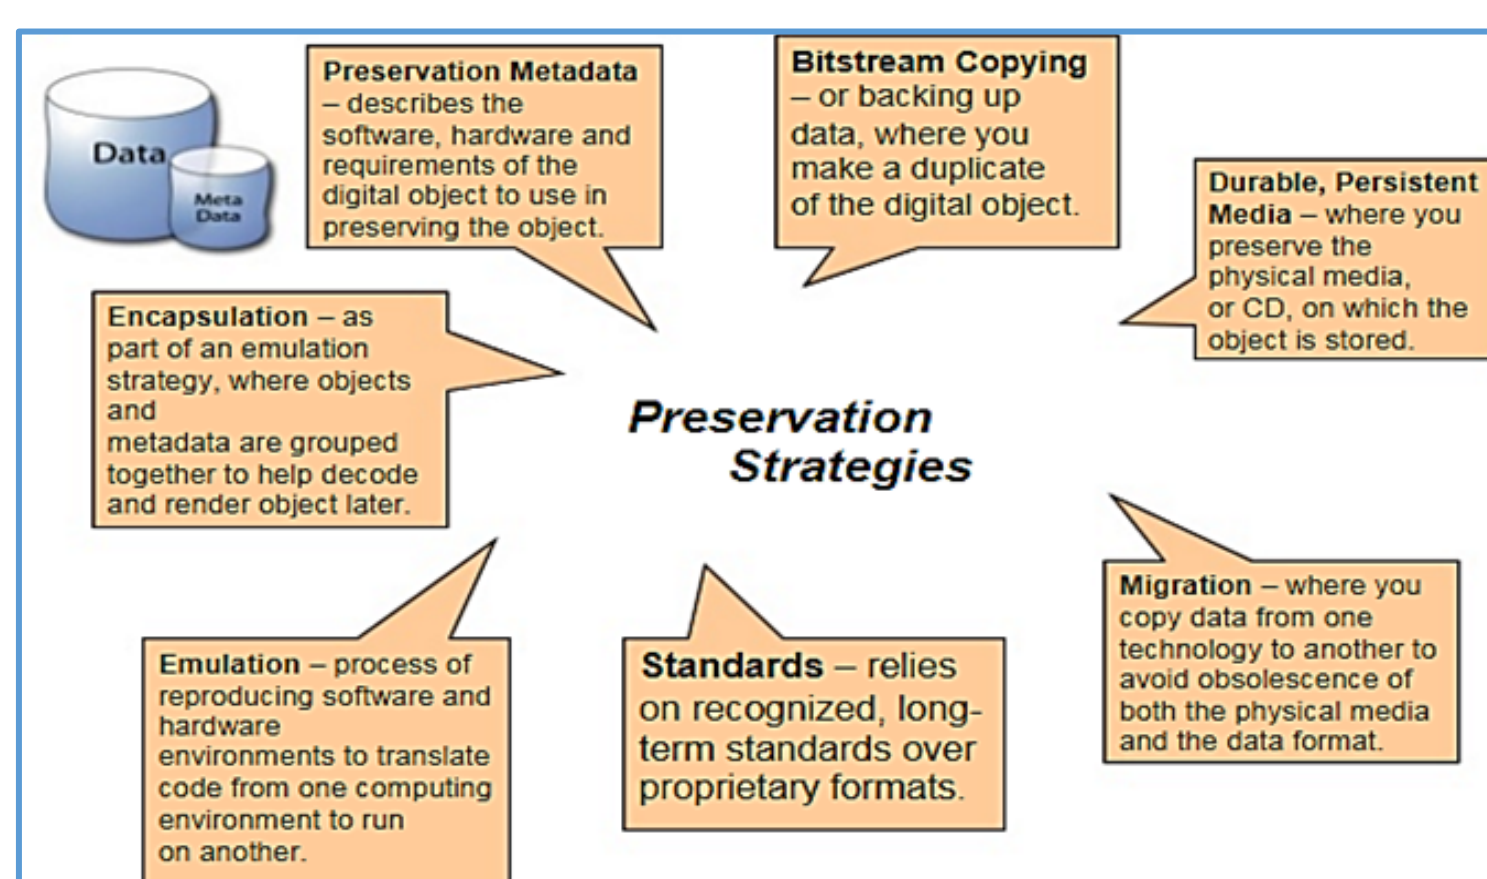 Data
Meta
Data
Preservation Metadata
– describes the
software, hardware and
requirements of the
digital object to use in
preserving the object.
Bitstream Copying
– or backing up
data, where you
make a duplicate
of the digital object.
Durable, Persistent
Media – where you
preserve the
physical media,
or CD, on which the
object is stored.
Encapsulation – as
part of an emulation
strategy, where objects
and
metadata are grouped
together to help decode
and render object later.
Preservation
Strategies
Emulation – process of
reproducing software and
hardware
environments to translate
code from one computing
environment to run
on another.
Standards – relies
on recognized, long-
term standards over
proprietary formats.
Migration – where you
copy data from one
technology to another to
avoid obsolescence of
both the physical media
and the data format.